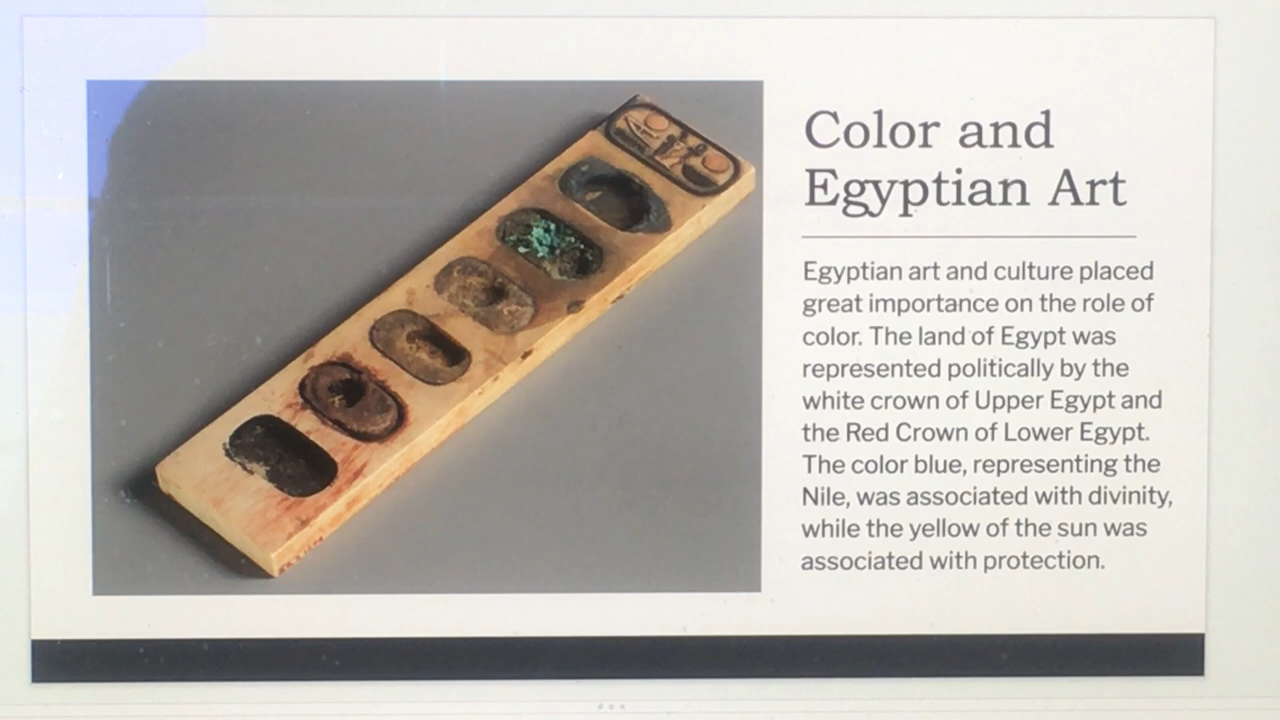 Color and
Egyptian Art
Egyptian art and culture placed
great importance on the role of
color. The land of Egypt was
represented politically by the
white crown of Upper Egypt and
the Red Crown of Lower Egypt.
The color blue, representing the
Nile, was associated with divinity,
while the yellow of the sun was
associated with protection.